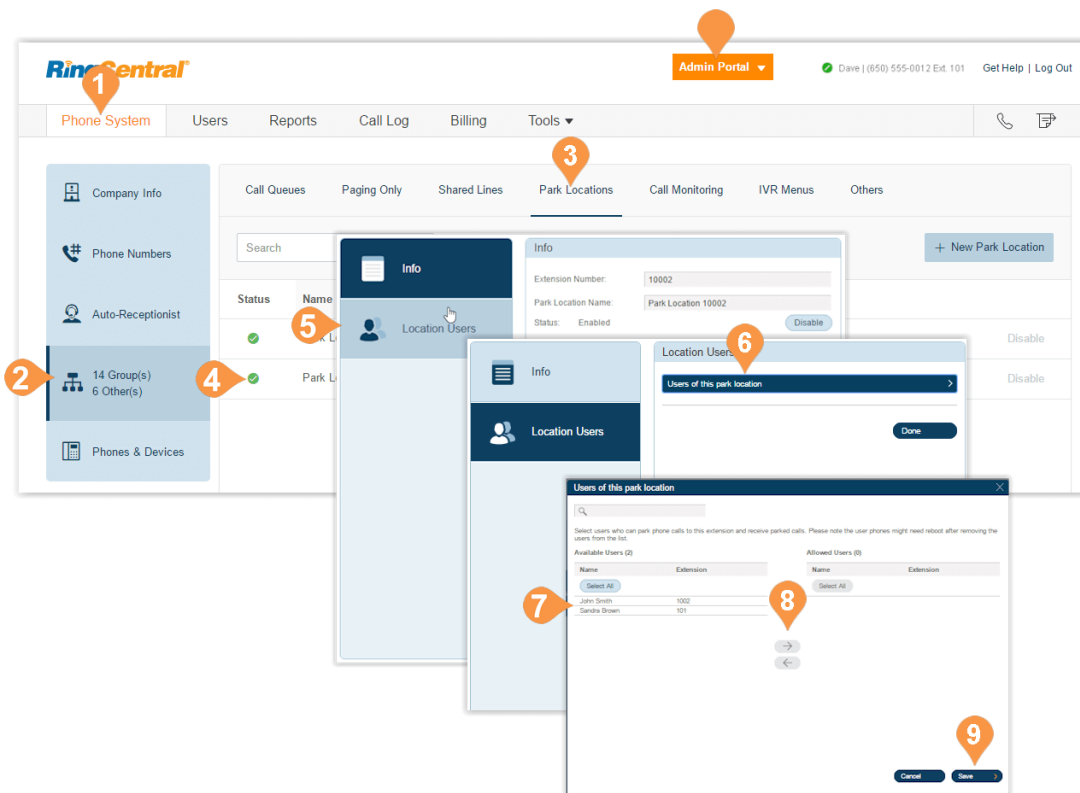 RingCentral®
Admin Portal
Dave | (650) 555-0012 Ext. 101
Get Help | Log Out
1
Phone System
Users
Reports
Call Log
Billing
Tools
3
Company Info
Phone Numbers
Auto-Receptionist
2
14 Group(s)
6 Other(s)
Phones & Devices
Call Queues
Paging Only
Shared Lines
Park Locations
Call Monitoring
IVR Menus
Others
Search
+ New Park Location
Status
Name
Disable
4
Park L
Disable
Info
5
Location Users
Info
Extension Number:
10002
Park Location Name:
Park Location 10002
Status:
Enabled
Disable
Info
Location Users
Location Users
6
Users of this park location
Done
Users of this park location
Select users who can park phone calls to this extension and receive parked calls. Please note the user phones might need reboot after removing the
users from the list.
Available Users (2)
Allowed Users (0)
Name
Extension
Name
Extension
Select All
Select All
7
John Smith
1002
Sandra Brown
101
8
9
Cancel
Save